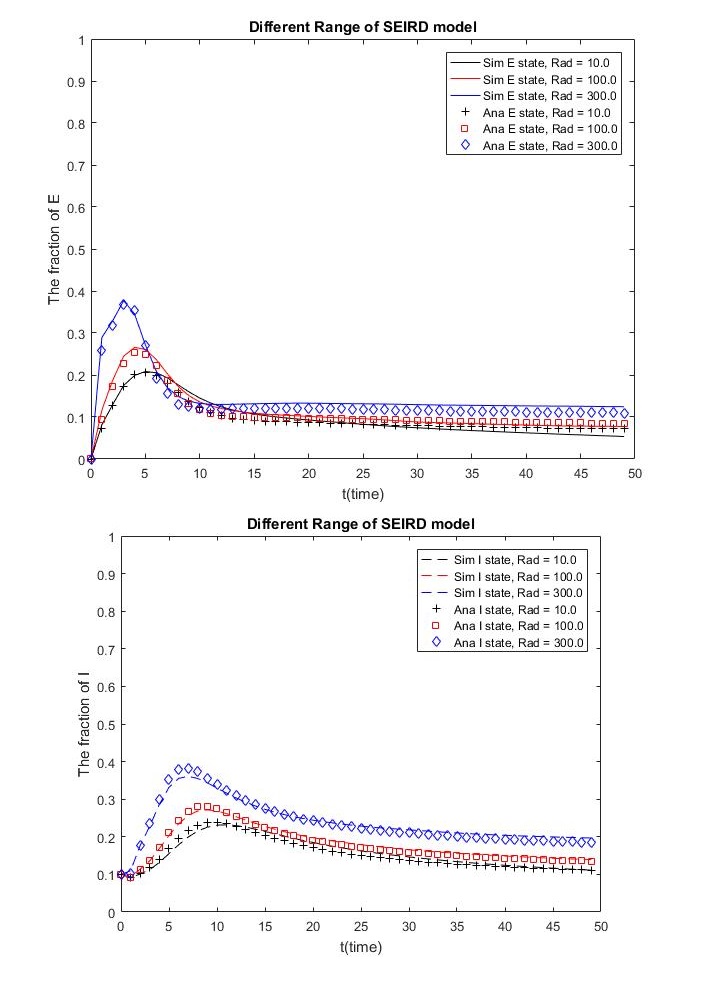 Different Range of SEIRD model
1
0.9
0.8
0.7
0.6
0.5
0.4
0.3
0.2
0.1
0
The fraction of E
Sim E state, Rad = 10.0
Sim E state, Rad = 100.0
Sim E state, Rad = 300.0
Ana E state, Rad = 10.0
Ana E state, Rad = 100.0
Ana E state, Rad = 300.0
0 5 10 15 20 25 30 35 40 45 50
t(time)
Different Range of SEIRD model
1
0.9
0.8
0.7
0.6
0.5
0.4
0.3
0.2
0.1
0
The fraction of I
Sim I state, Rad = 10.0
Sim I state, Rad = 100.0
Sim I state, Rad = 300.0
Ana I state, Rad = 10.0
Ana I state, Rad = 100.0
Ana I state, Rad = 300.0
0 5 10 15 20 25 30 35 40 45 50
t(time)